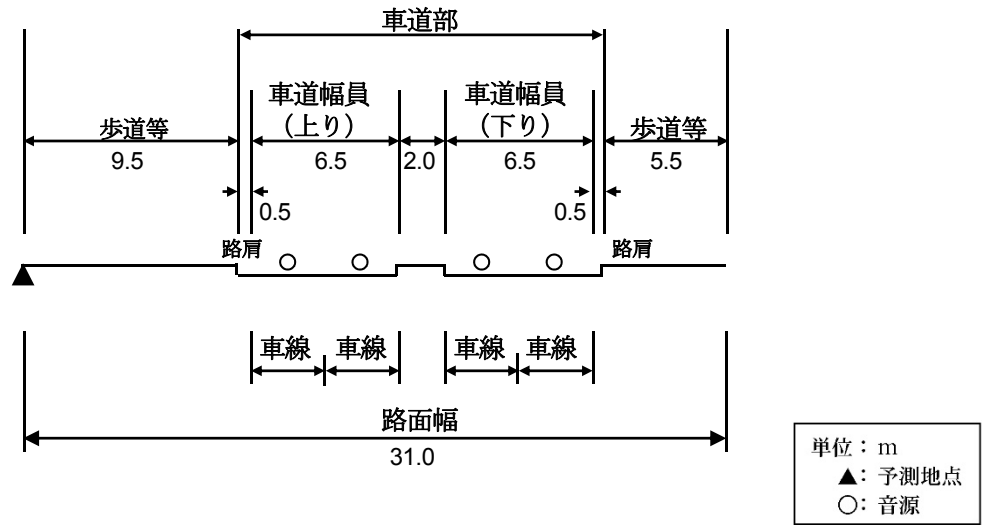 車道部
車道幅員
（上り）
車道幅員
（下り）
歩道等
歩道等
9.5
6.5
2.0
6.5
5.5
0.5
0.5
路肩
路肩
車線
車線
車線
車線
路面幅
31.0
単位：ｍ
▲：予測地点
○：音源